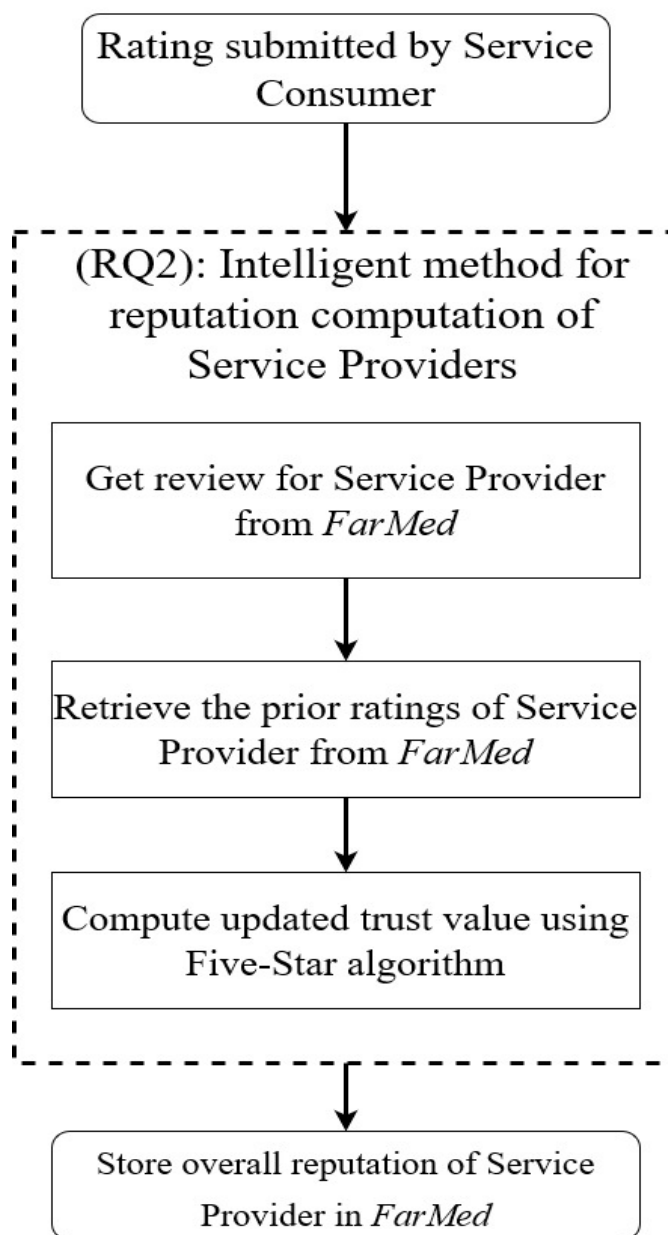 Rating submitted by Service
Consumer
(RQ2): Intelligent method for
reputation computation of
Service Providers
Get review for Service Provider
from FarMed
Retrieve the prior ratings of Service
Provider from FarMed
Compute updated trust value using
Five-Star algorithm
Store overall reputation of Service
Provider in FarMed